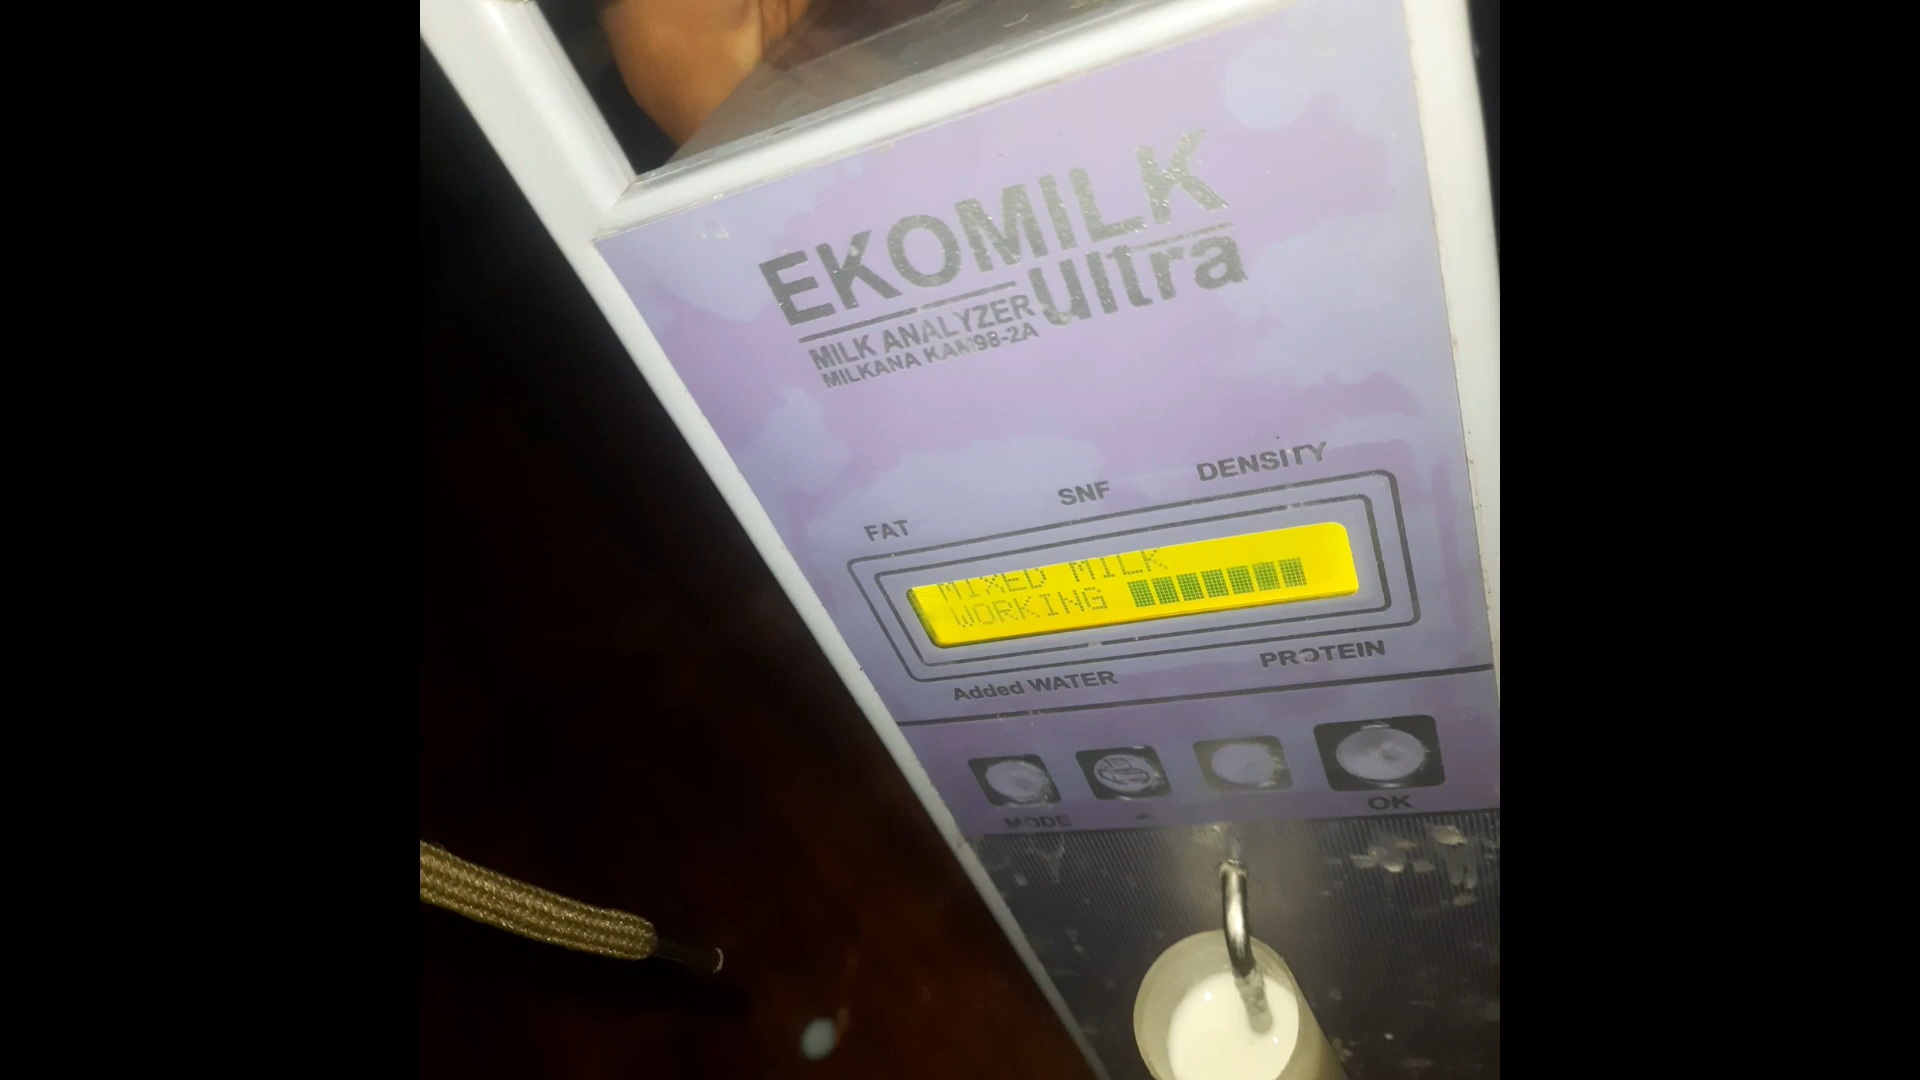 EKOMILK
Ultra
MILK ANALYZER
MILKANA KAM98-2A
FAT SNF DENSITY
MIXED MILK
WORKING
Added WATER PROTEIN
MODE OK